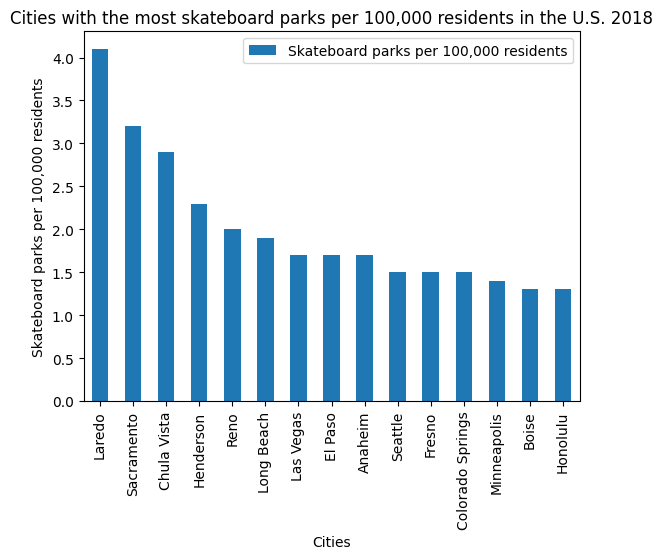 Cities with the most skateboard parks per 100,000 residents in the U.S. 2018
Skateboard parks per 100,000 residents
Skateboard parks per 100,000 residents
4.0
3.5
3.0
2.5
2.0
1.5
1.0
0.5
0.0
Laredo
Sacramento
Chula Vista
Henderson
Reno
Long Beach
Las Vegas
El Paso
Anaheim
Seattle
Fresno
Colorado Springs
Minneapolis
Boise
Honolulu
Cities